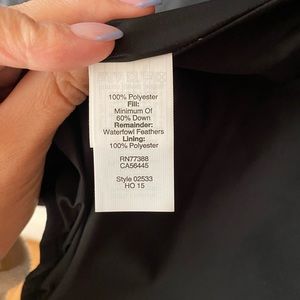 100% Polyester
Fill:
Minimum Of
60% Down
Remainder:
Waterfowl Feathers
Lining:
100% Polyester
RN77388
CA56445
Style 02533
HO 15